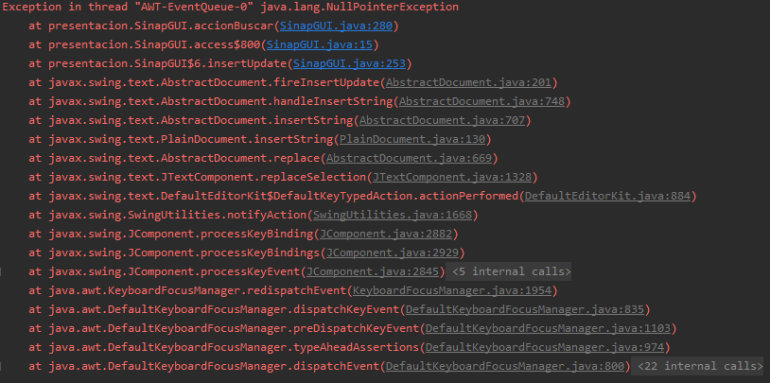 Exception in thread "AWT-EventQueue-0" java.lang.NullPointerException
at presentacion.SinapGUI.accionBuscar(SinapGUI.java:280)
at presentacion.SinapGUI.access$800(SinapGUI.java:15)
at presentacion.SinapGUI$6.insertUpdate(SinapGUI.java:253)
at javax.swing.text.AbstractDocument.fireInsertUpdate(AbstractDocument.java:201)
at javax.swing.text.AbstractDocument.handleInsertString(AbstractDocument.java:748)
at javax.swing.text.AbstractDocument.insertString(AbstractDocument.java:707)
at javax.swing.text.PlainDocument.insertString(PlainDocument.java:130)
at javax.swing.text.AbstractDocument.replace(AbstractDocument.java:669)
at javax.swing.text.JTextComponent.replaceSelection(JTextComponent.java:1328)
at javax.swing.text.DefaultEditorKit$DefaultKeyTypedAction.actionPerformed(DefaultEditorKit.java:884)
at javax.swing.SwingUtilities.notifyAction(SwingUtilities.java:1668)
at javax.swing.JComponent.processKeyBinding(JComponent.java:2882)
at javax.swing.JComponent.processKeyBindings(JComponent.java:2929)
at javax.swing.JComponent.processKeyEvent(JComponent.java:2845) <5 internal calls>
at java.awt.KeyboardFocusManager.redispatchEvent(KeyboardFocusManager.java:1954)
at java.awt.DefaultKeyboardFocusManager.dispatchKeyEvent(DefaultKeyboardFocusManager.java:835)
at java.awt.DefaultKeyboardFocusManager.preDispatchKeyEvent(DefaultKeyboardFocusManager.java:1103)
at java.awt.DefaultKeyboardFocusManager.typeAheadAssertions(DefaultKeyboardFocusManager.java:974)
at java.awt.DefaultKeyboardFocusManager.dispatchEvent(DefaultKeyboardFocusManager.java:800) <22 internal calls>